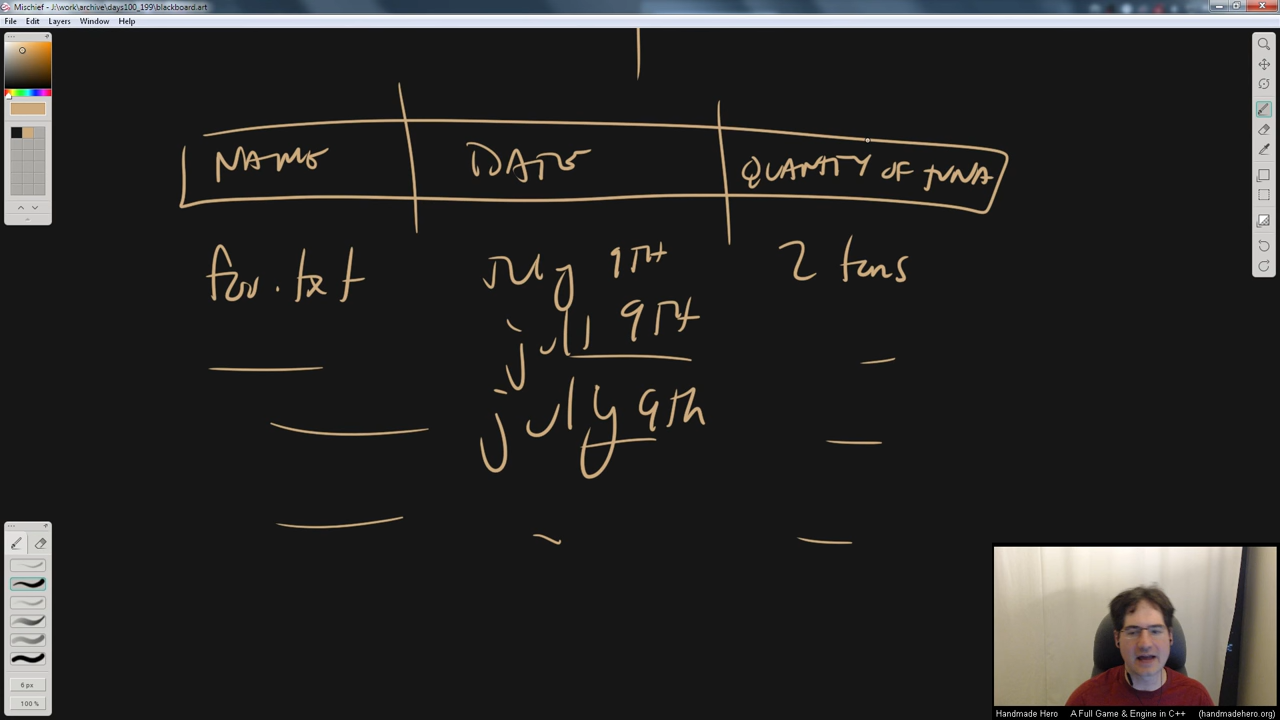 Mischief - J:\work\archive\days100_199\blackboard.art
File Edit Layers Window Help
NAME DATE QUANTITY OF TUNA
foo.txt July 9TH 2 tons
july 9TH
july 9th
6 px
100 %
Handmade Hero A Full Game & Engine in C++ (handmadehero.org)